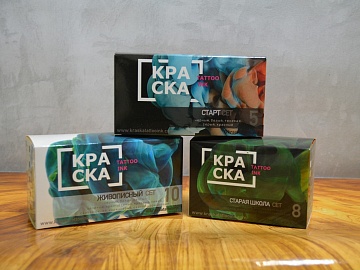 КРА
СКА
TATTOO
INK
СТАРТ СЕТ
5
КРА
СКА
TATTOO
INK
ЖИВОПИСНЫЙ СЕТ
10
КРА
СКА
TATTOO
INK
СТАРАЯ ШКОЛА СЕТ
8